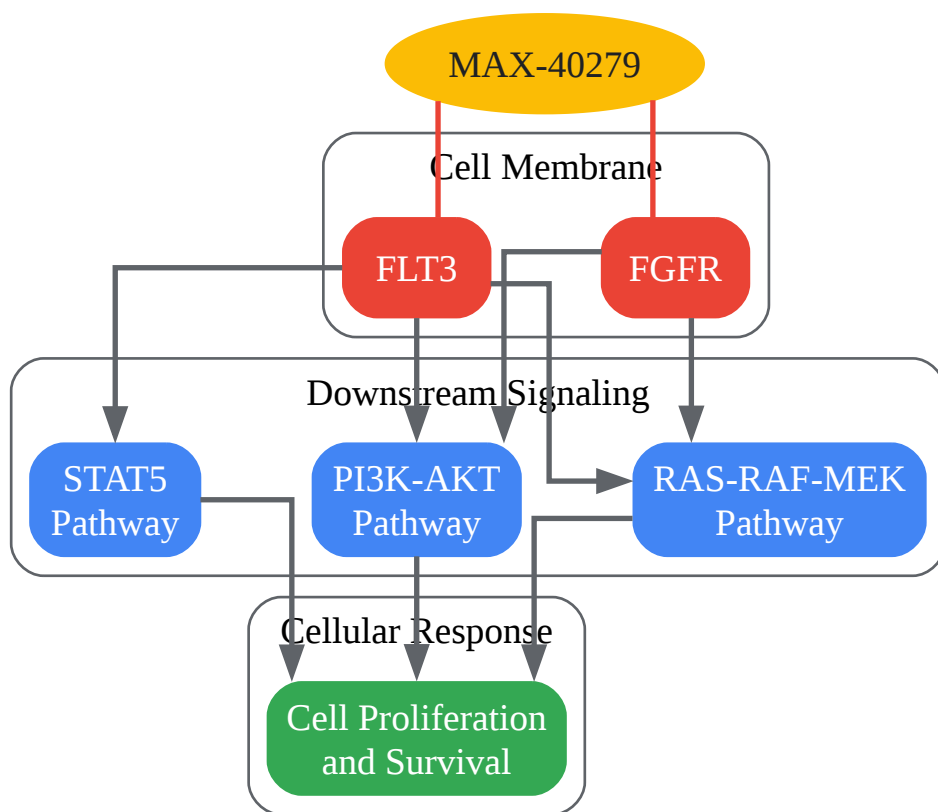 MAX-40279
Cell Membrane
FLT3
FGFR
Downstream Signaling
STAT5
Pathway
PI3K-AKT
Pathway
RAS-RAF-MEK
Pathway
Cellular Response
Cell Proliferation
and Survival